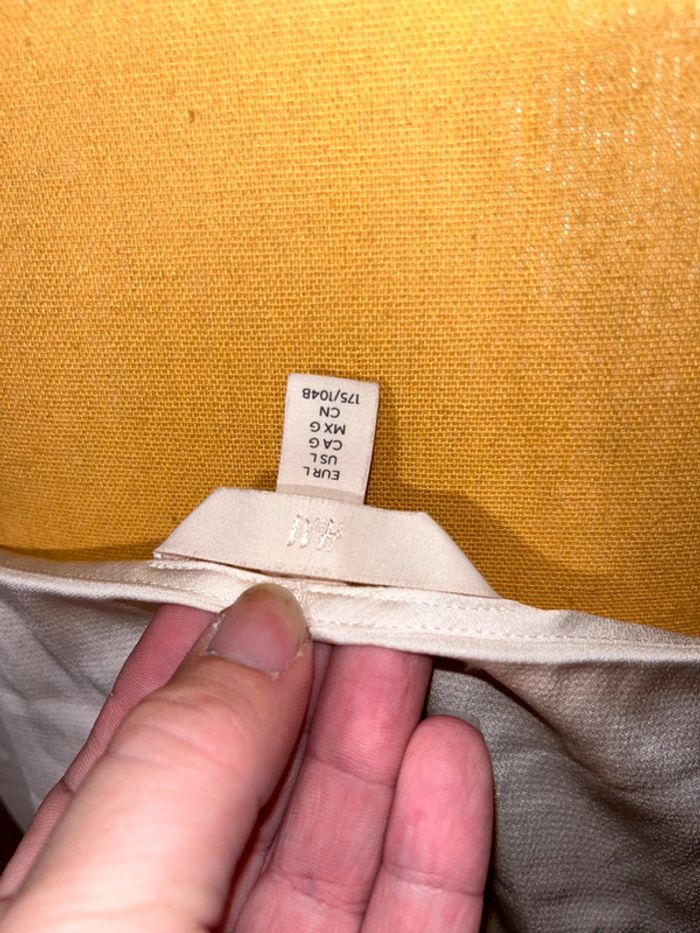 H&M
EUR L
US L
CA G
MX G
CN
175/104B